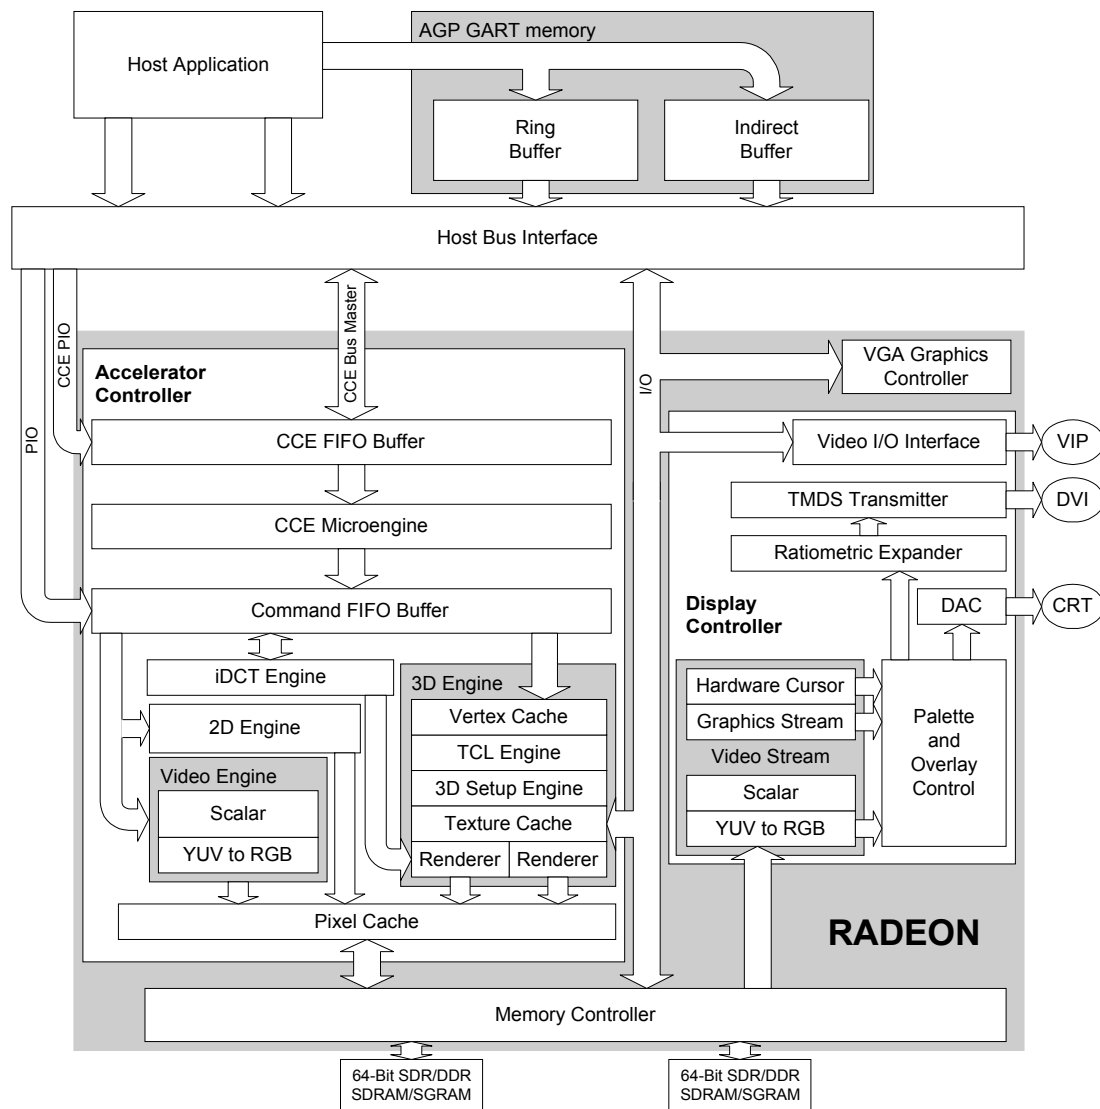 AGP GART memory
Host Application
Ring
Buffer
Indirect
Buffer
Host Bus Interface
PIO
CCE PIO
CCE Bus Master
I/O
Accelerator
Controller
VGA Graphics
Controller
CCE FIFO Buffer
Video I/O Interface
VIP
CCE Microengine
TMDS Transmitter
DVI
Ratiometric Expander
Command FIFO Buffer
Display
Controller
DAC
CRT
iDCT Engine
3D Engine
2D Engine
Vertex Cache
TCL Engine
3D Setup Engine
Texture Cache
Renderer
Renderer
Video Engine
Scalar
YUV to RGB
Hardware Cursor
Graphics Stream
Video Stream
Scalar
YUV to RGB
Palette
and
Overlay
Control
Pixel Cache
RADEON
Memory Controller
64-Bit SDR/DDR
SDRAM/SGRAM
64-Bit SDR/DDR
SDRAM/SGRAM